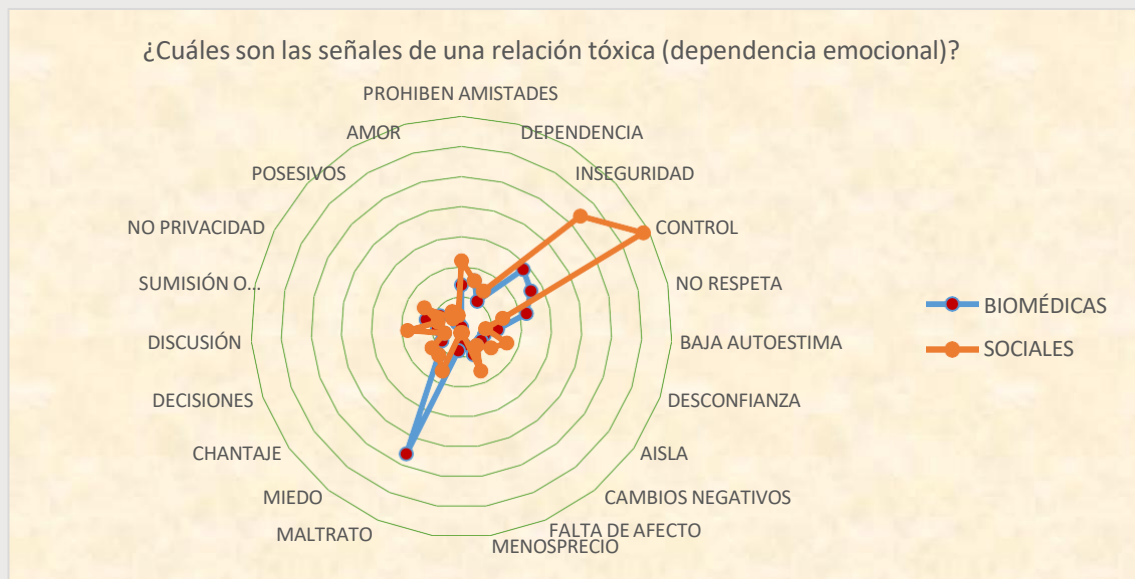 ¿Cuáles son las señales de una relación tóxica (dependencia emocional)?
PROHIBEN AMISTADES
DEPENDENCIA
INSEGURIDAD
CONTROL
NO RESPETA
BAJA AUTOESTIMA
DESCONFIANZA
AISLA
CAMBIOS NEGATIVOS
FALTA DE AFECTO
MENOSPRECIO
MALTRATO
MIEDO
CHANTAJE
DECISIONES
DISCUSIÓN
SUMISIÓN O...
NO PRIVACIDAD
POSESIVOS
AMOR
BIOMÉDICAS
SOCIALES